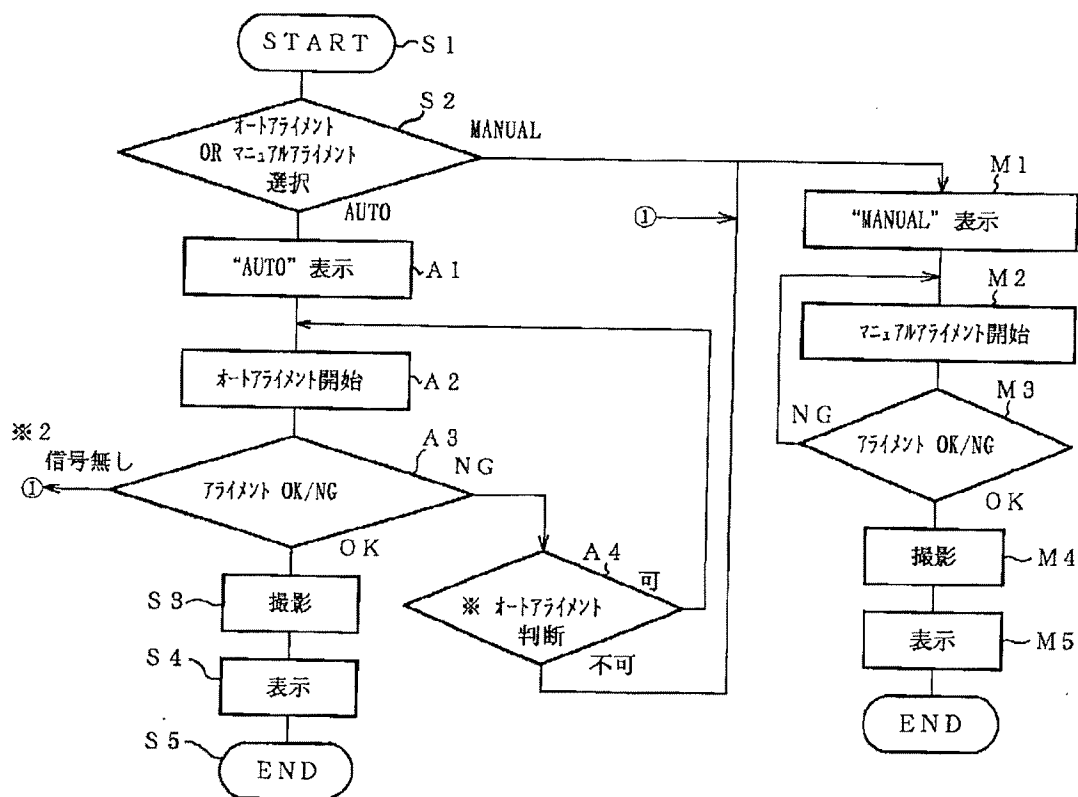 START
S1
S2
オートアライメント
OR マニュアルアライメント
選択
MANUAL
AUTO
"AUTO" 表示
A1
オートアライメント開始
A2
※2
信号無し
①
アライメント OK/NG
A3
NG
OK
A4
※ オートアライメント
判断
可
不可
S3
撮影
S4
表示
S5
END
①
M1
"MANUAL" 表示
M2
マニュアルアライメント開始
M3
NG
アライメント OK/NG
OK
撮影
M4
表示
M5
END